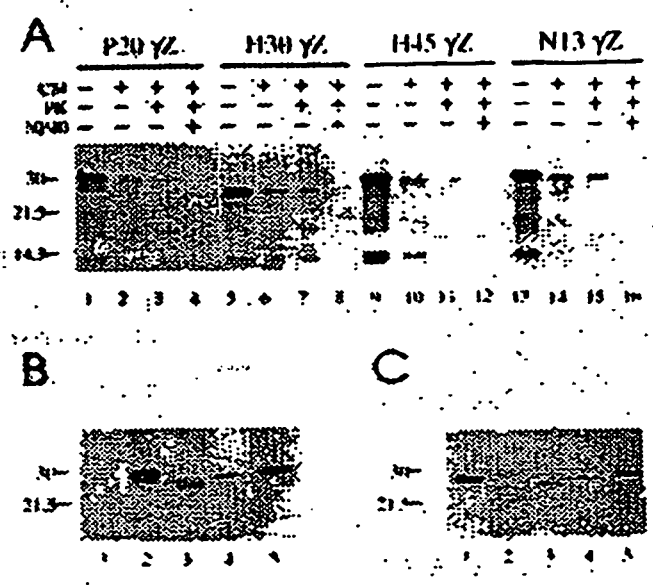 A
P20 γZ H30 γZ H45 γZ N13 γZ
− + + + − + + + − + + + − + + +
− − + + − − + + − − + + − − + +
− − − + − − − + − − − + − − − +
30–
21.5–
14.3–
1 2 3 4 5 6 7 8 9 10 11 12 13 14 15 16
B C
30– 30–
21.5– 21.5–
1 2 3 4 5 1 2 3 4 5